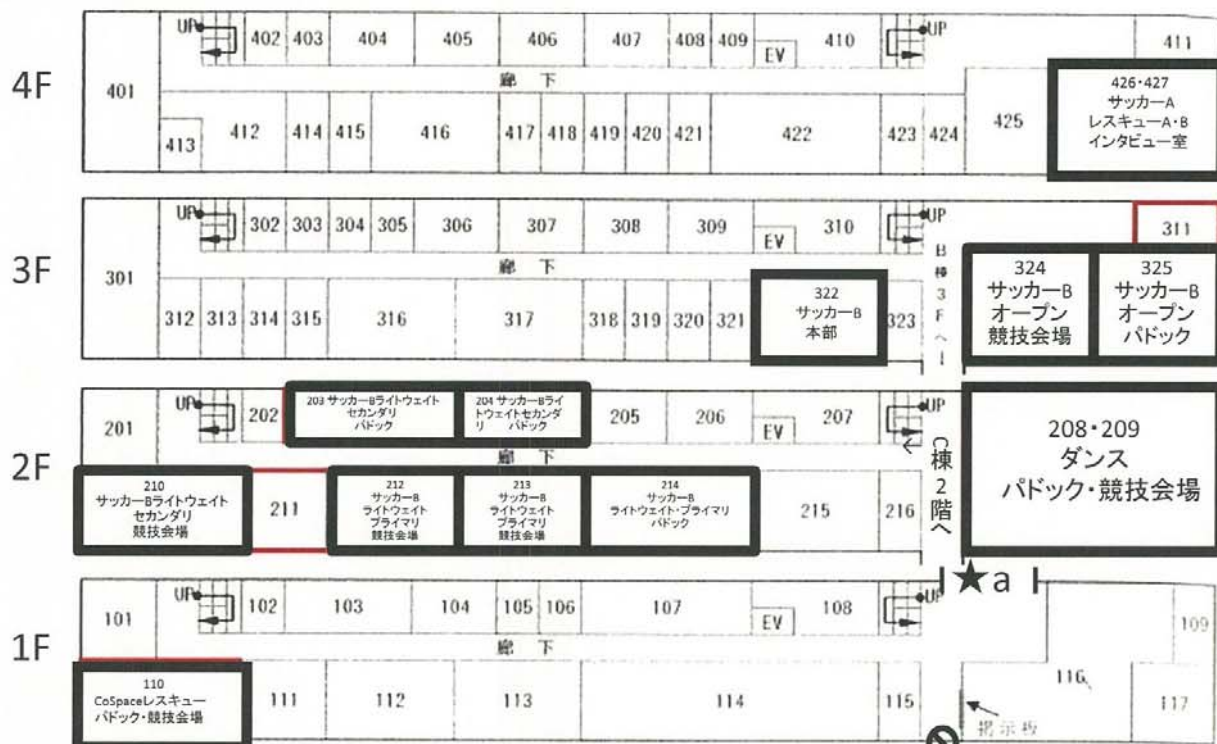 4F
UP
402 403 404 405 406 407 408 409
EV
410
UP
411
401
廊下
413 412 414 415 416 417 418 419 420 421 422 423 424 425
426・427
サッカーA
レスキューA・B
インタビュー室
3F
UP
302 303 304 305 306 307 308 309
EV
310
UP
311
301
廊下
312 313 314 315 316 317 318 319 320 321
322
サッカーB
本部
323
B棟3Fへ
324
サッカーB
オープン
競技会場
325
サッカーB
オープン
パドック
2F
201
UP
202
203 サッカーBライトウェイト
セカンダリ
パドック
204 サッカーBライ
トウェイトセカンダ
リ パドック
205 206
EV
207
UP
廊下
210
サッカーBライトウェイト
セカンダリ
競技会場
211
212
サッカーB
ライトウェイト
プライマリ
競技会場
213
サッカーB
ライトウェイト
プライマリ
競技会場
214
サッカーB
ライトウェイト・プライマリ
パドック
215 216
←C棟2階へ
208・209
ダンス
パドック・競技会場
★a
1F
101
UP
102 103 104 105 106 107
EV
108
UP
109
廊下
110
CoSpaceレスキュー
パドック・競技会場
111 112 113 114 115
116
117
掲示板